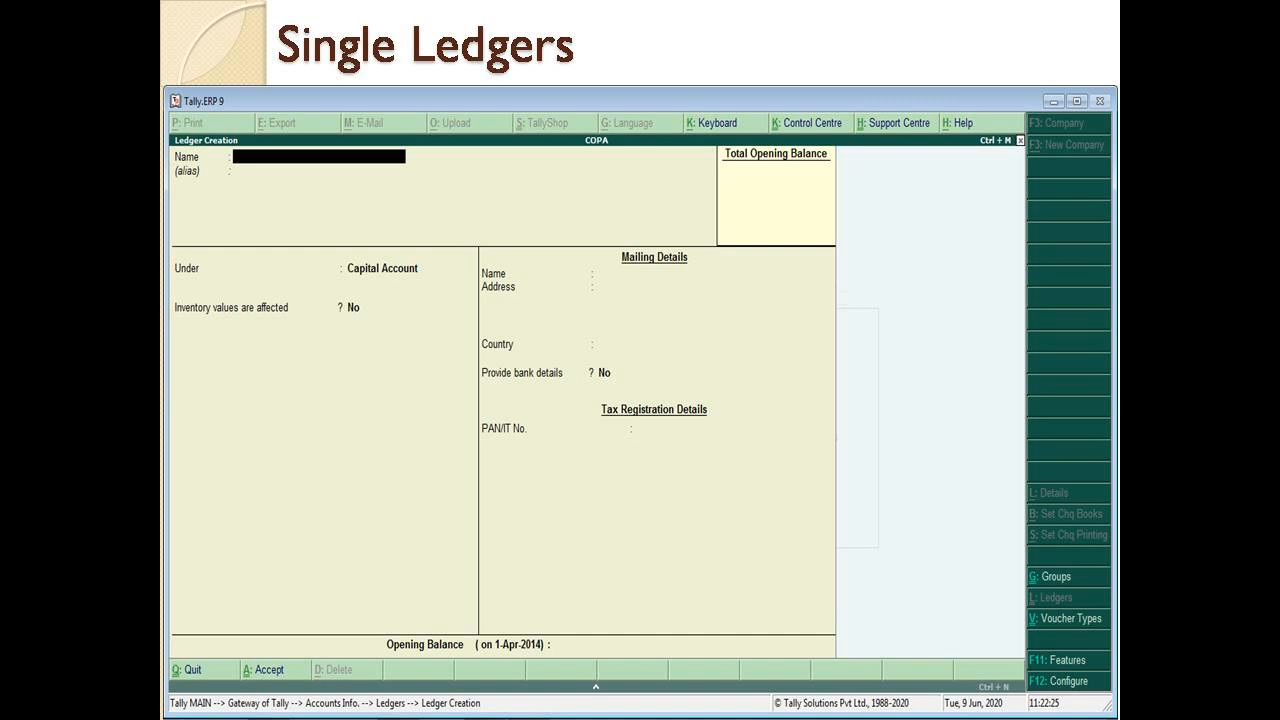 Single Ledgers
Tally.ERP 9
P: Print E: Export M: E-Mail O: Upload S: TallyShop G: Language K: Keyboard K: Control Centre H: Support Centre H: Help
F3: Company
Ledger Creation COPA Ctrl + M x
F3: New Company
Name :
(alias) :
Total Opening Balance
Under : Capital Account
Inventory values are affected ? No
Mailing Details
Name :
Address :
Country :
Provide bank details ? No
Tax Registration Details
PAN/IT No. :
L: Details
B: Set Chq Books
S: Set Chq Printing
G: Groups
L: Ledgers
V: Voucher Types
F11: Features
F12: Configure
Opening Balance ( on 1-Apr-2014) :
Q: Quit A: Accept D: Delete
Ctrl + N
Tally MAIN --> Gateway of Tally --> Accounts Info. --> Ledgers --> Ledger Creation © Tally Solutions Pvt Ltd., 1988-2020 Tue, 9 Jun, 2020 11:22:25